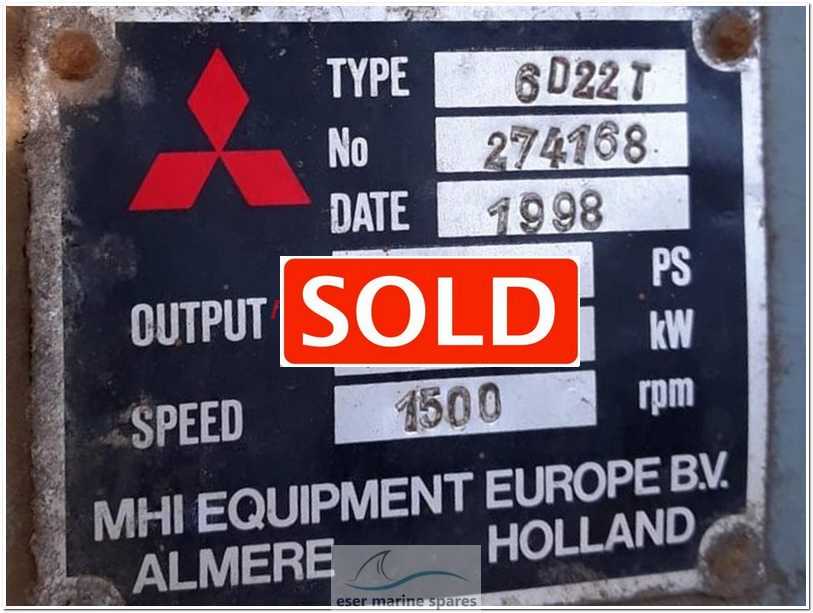 TYPE 6D22T
No 274168
DATE 1998
PS
OUTPUT
SOLD
kW
SPEED 1500 rpm
MHI EQUIPMENT EUROPE B.V.
ALMERE HOLLAND
eser marine spares